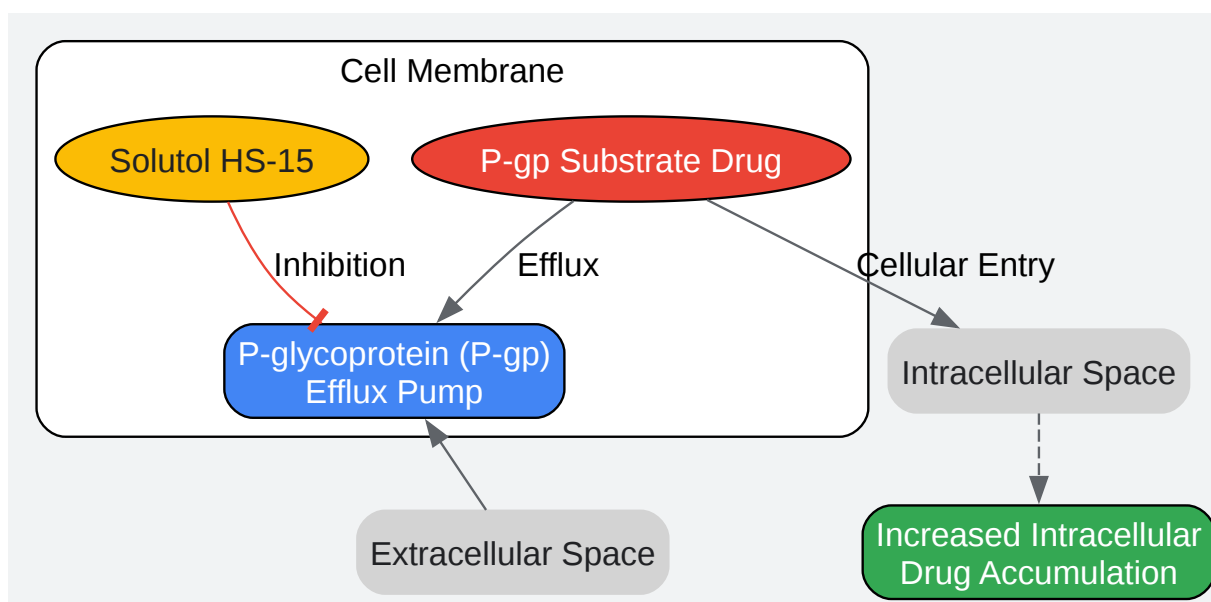 Cell Membrane
Solutol HS-15
P-gp Substrate Drug
Inhibition
Efflux
Cellular Entry
P-glycoprotein (P-gp)
Efflux Pump
Intracellular Space
Extracellular Space
Increased Intracellular
Drug Accumulation